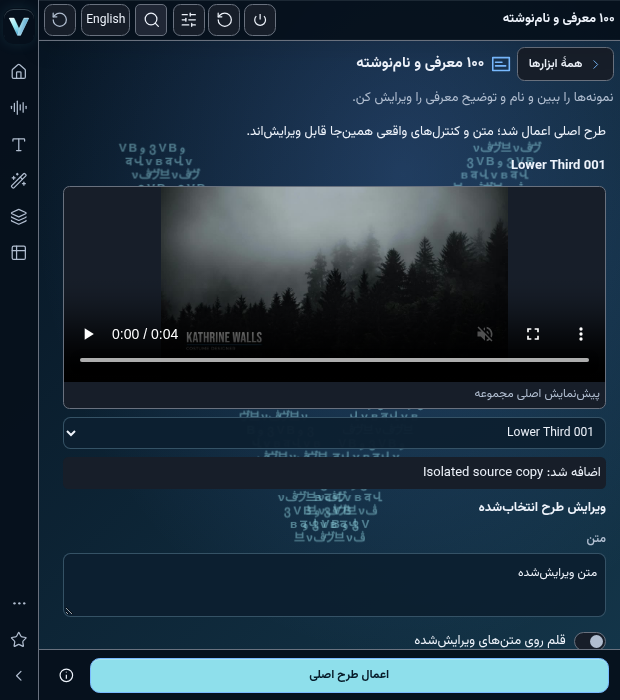 ۱۰۰ معرفی و نام‌نوشته
English
همهٔ ابزارها
۱۰۰ معرفی و نام‌نوشته
نمونه‌ها را ببین و نام و توضیح معرفی را ویرایش کن.
طرح اصلی اعمال شد؛ متن و کنترل‌های واقعی همین‌جا قابل ویرایش‌اند.
Lower Third 001
KATHRINE WALLS
0:00 / 0:04
پیش‌نمایش اصلی مجموعه
Lower Third 001
اضافه شد: Isolated source copy
ویرایش طرح انتخاب‌شده
متن
متن ویرایش‌شده
قلم روی متن‌های ویرایش‌شده
اعمال طرح اصلی